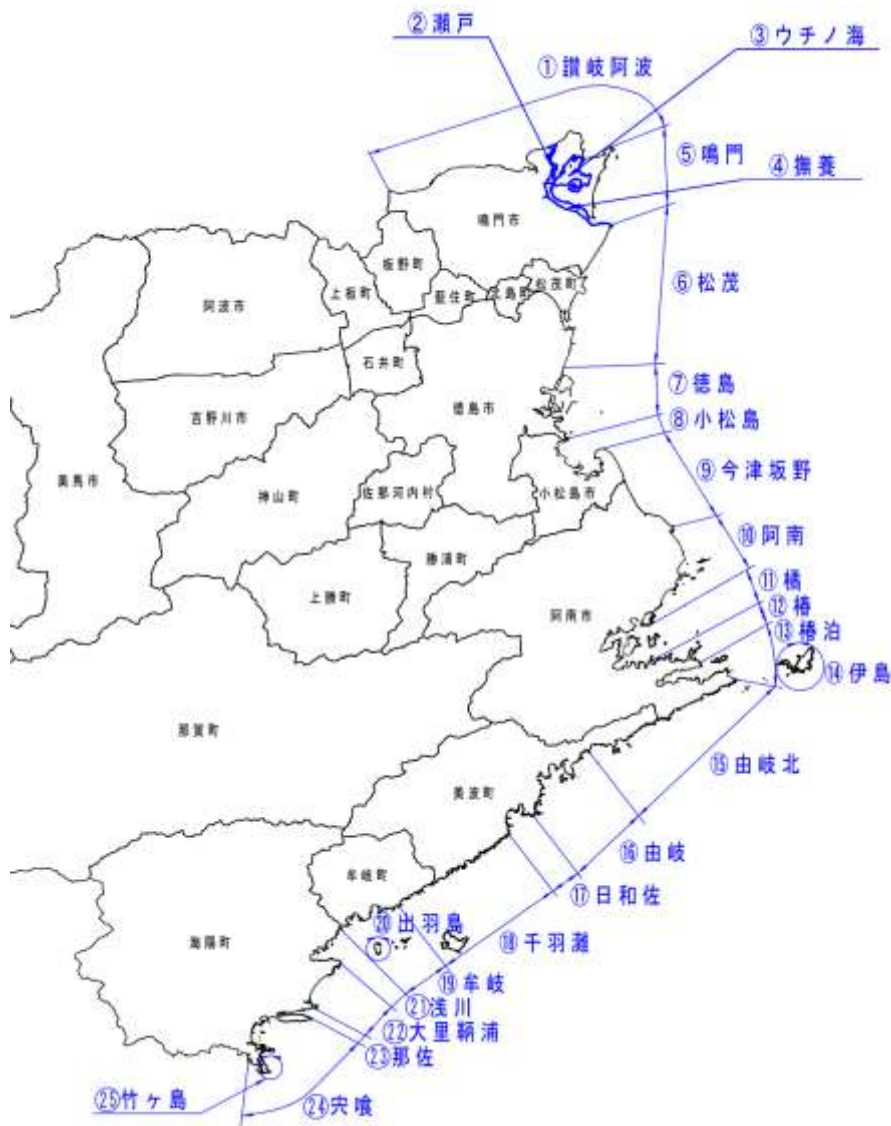 ②瀬戸
③ウチノ海
①讃岐阿波
⑤鳴門
④撫養
鳴門市
板野町
上板町
藍住町
北島町
松茂町
⑥松茂
阿波市
石井町
⑦徳島
吉野川市
徳島市
⑧小松島
⑨今津坂野
美馬市
神山町
佐那河内村
小松島市
⑩阿南
勝浦町
上勝町
阿南市
⑪橘
⑫椿
⑬椿泊
⑭伊島
那賀町
⑮由岐北
美波町
⑯由岐
牟岐町
⑰日和佐
⑳出羽島
海陽町
⑱千羽灘
⑲牟岐
㉑浅川
㉒大里鞆浦
㉓那佐
㉕竹ヶ島
㉔宍喰